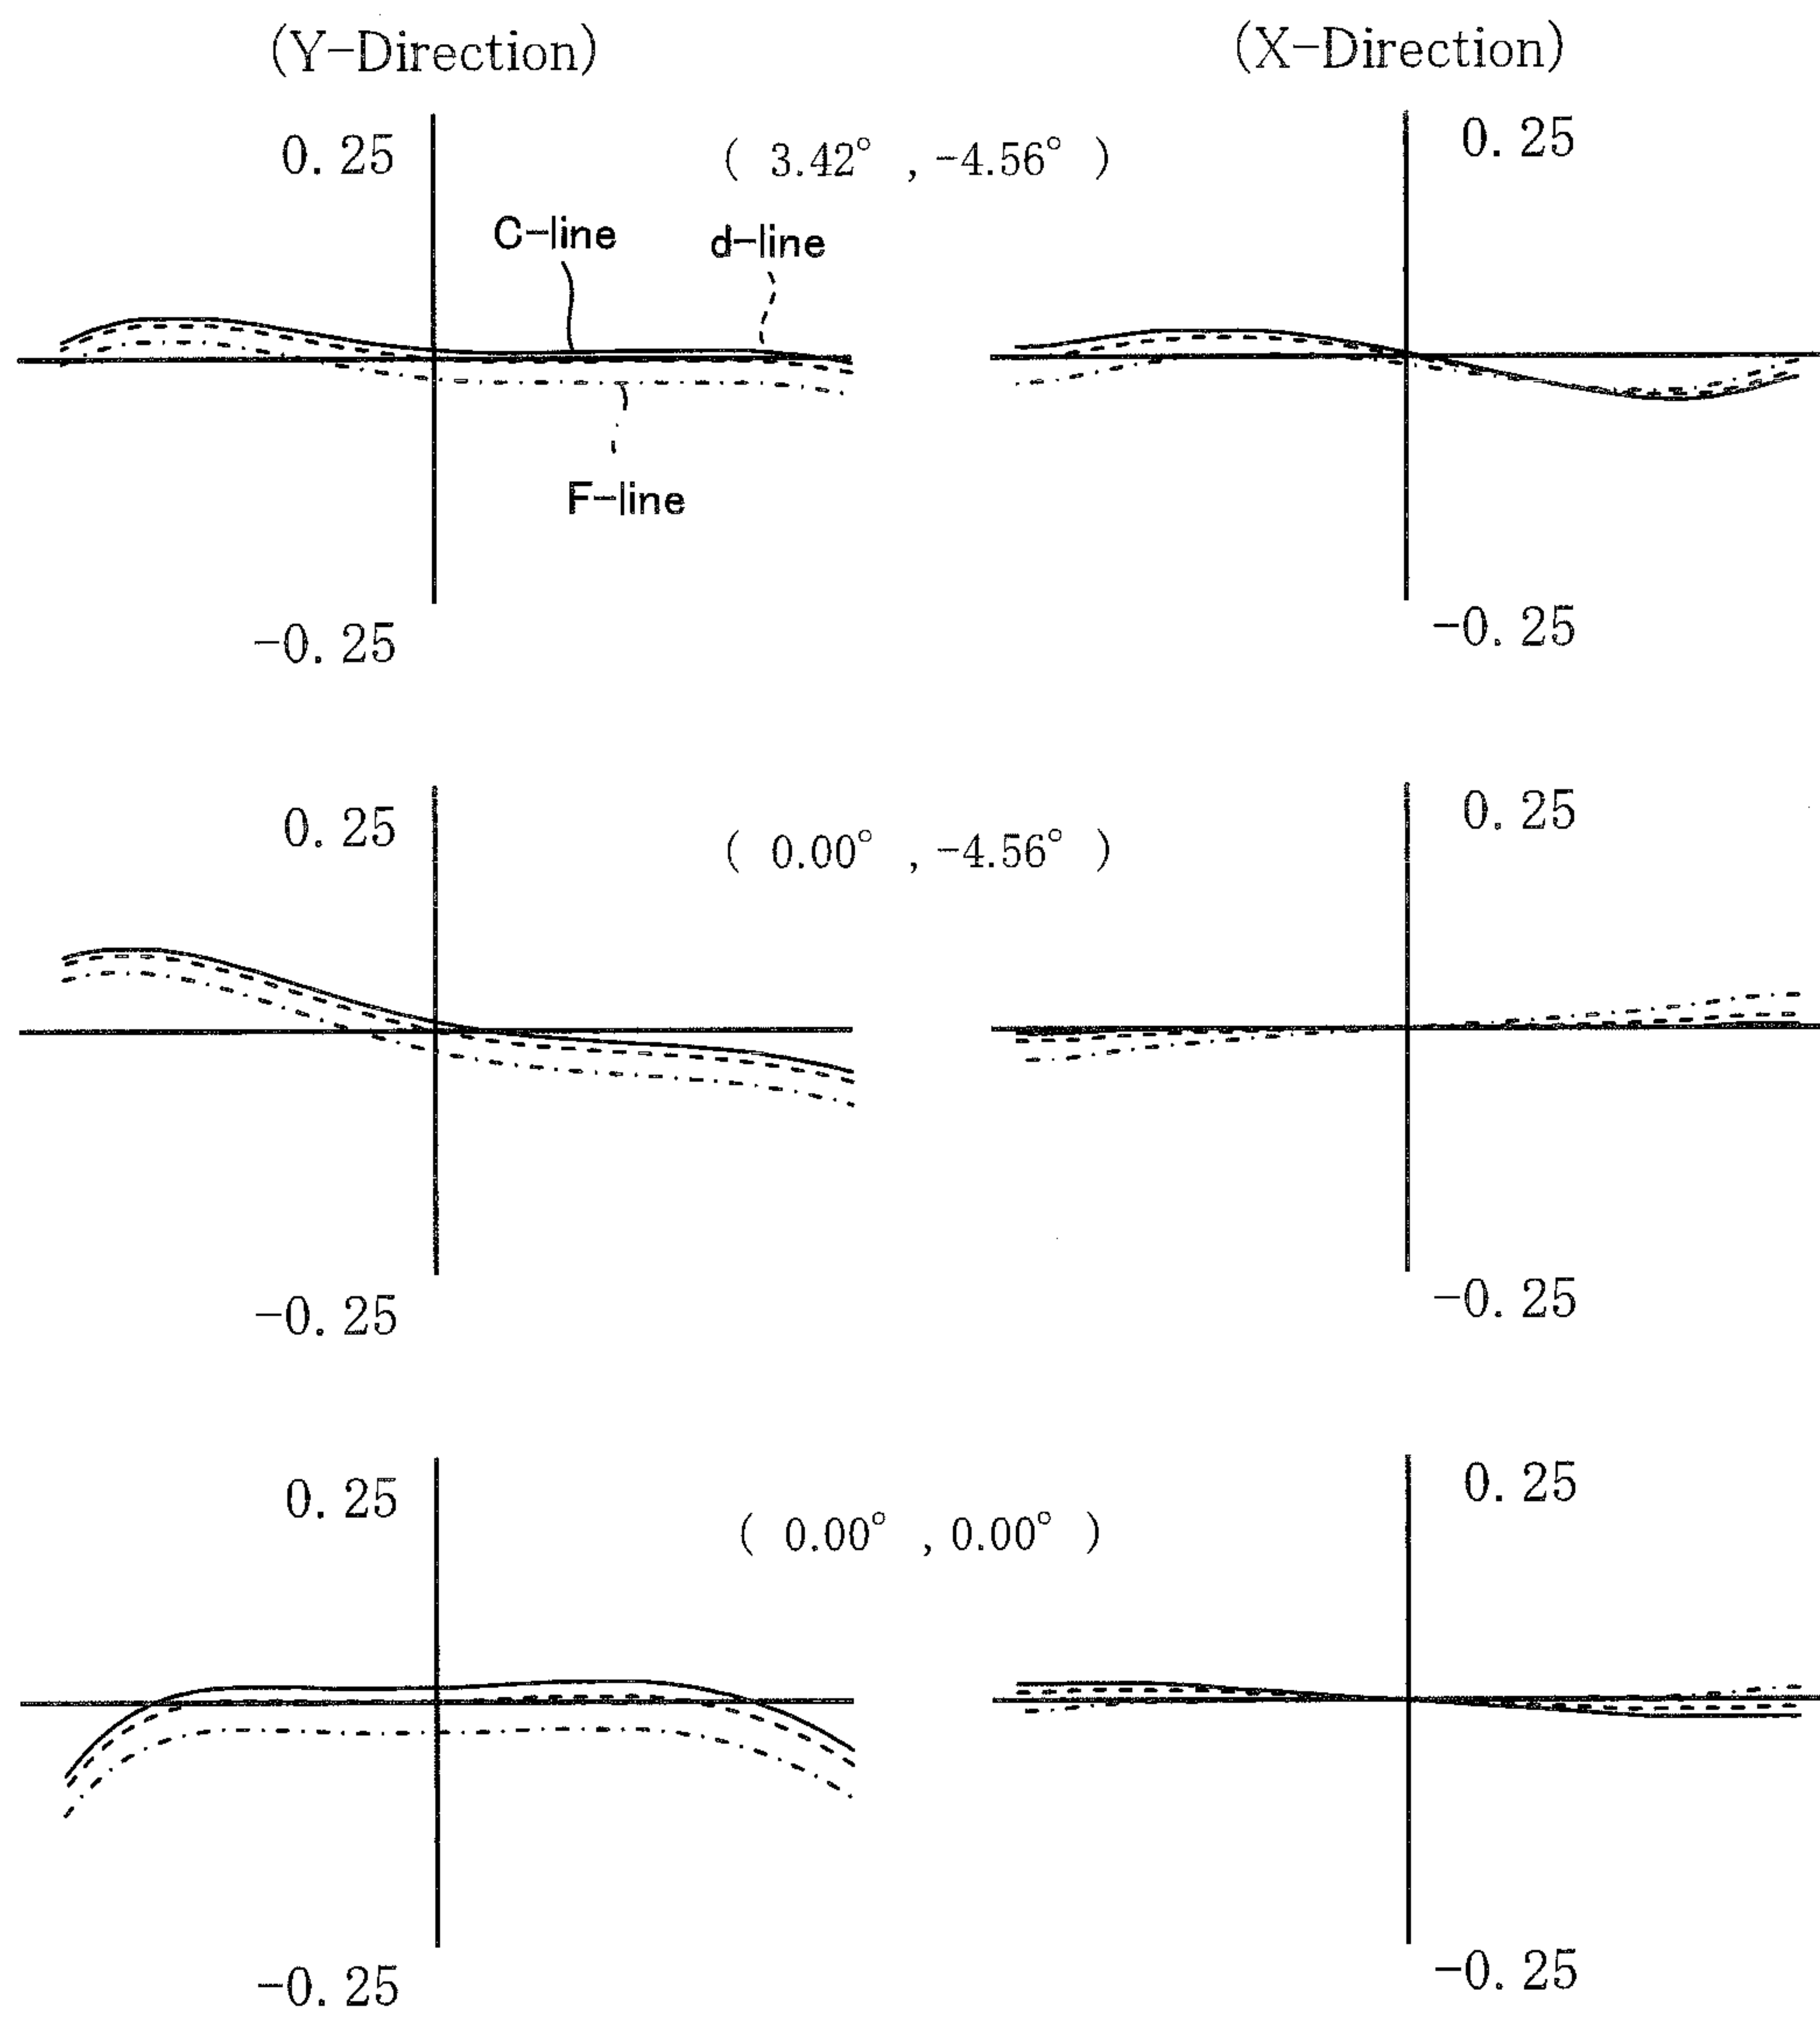 (Y-Direction)
(X-Direction)
0.25
( 3.42° , -4.56° )
0.25
C-line
d-line
F-line
-0.25
-0.25
0.25
( 0.00° , -4.56° )
0.25
-0.25
-0.25
0.25
( 0.00° , 0.00° )
0.25
-0.25
-0.25